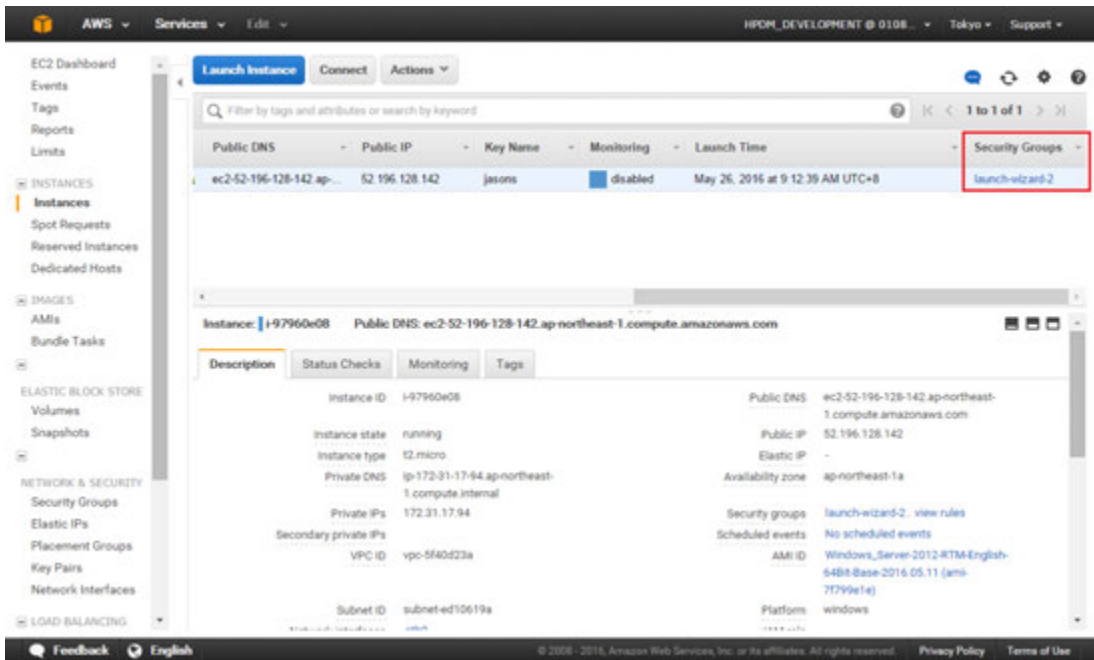 AWS Services Edit HPDM_DEVELOPMENT @ 0108... Tokyo Support
EC2 Dashboard
Events
Tags
Reports
Limits
INSTANCES
Instances
Spot Requests
Reserved Instances
Dedicated Hosts
IMAGES
AMIs
Bundle Tasks
ELASTIC BLOCK STORE
Volumes
Snapshots
NETWORK & SECURITY
Security Groups
Elastic IPs
Placement Groups
Key Pairs
Network Interfaces
LOAD BALANCING
Launch Instance Connect Actions
Filter by tags and attributes or search by keyword 1 to 1 of 1
Public DNS Public IP Key Name Monitoring Launch Time Security Groups
ec2-52-196-128-142.ap-... 52.196.128.142 jasons disabled May 26, 2016 at 9:12:39 AM UTC+8 launch-wizard-2
Instance: i-97960e08 Public DNS: ec2-52-196-128-142.ap-northeast-1.compute.amazonaws.com
Description Status Checks Monitoring Tags
Instance ID i-97960e08 Public DNS ec2-52-196-128-142.ap-northeast-
1.compute.amazonaws.com
Instance state running Public IP 52.196.128.142
Instance type t2.micro Elastic IP -
Private DNS ip-172-31-17-94.ap-northeast- Availability zone ap-northeast-1a
1.compute.internal
Private IPs 172.31.17.94 Security groups launch-wizard-2. view rules
Secondary private IPs Scheduled events No scheduled events
VPC ID vpc-5f40d23a AMI ID Windows_Server-2012-RTM-English-
64Bit-Base-2016.05.11 (ami-
7f799e1e)
Subnet ID subnet-ed10619a Platform windows
Feedback English © 2008 - 2016, Amazon Web Services, Inc. or its affiliates. All rights reserved. Privacy Policy Terms of Use